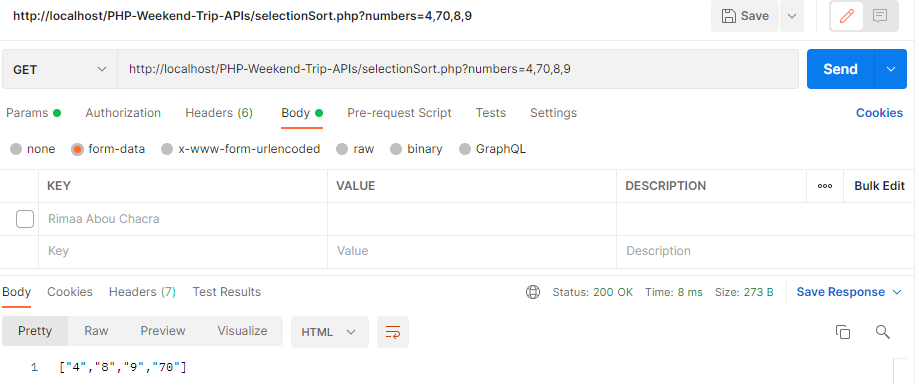 http://localhost/PHP-Weekend-Trip-APIs/selectionSort.php?numbers=4,70,8,9 Save
GET http://localhost/PHP-Weekend-Trip-APIs/selectionSort.php?numbers=4,70,8,9 Send
Params Authorization Headers (6) Body Pre-request Script Tests Settings Cookies
none form-data x-www-form-urlencoded raw binary GraphQL
KEY VALUE DESCRIPTION ooo Bulk Edit
Rimaa Abou Chacra
Key Value Description
Body Cookies Headers (7) Test Results Status: 200 OK Time: 8 ms Size: 273 B Save Response
Pretty Raw Preview Visualize HTML
1 ["4","8","9","70"]